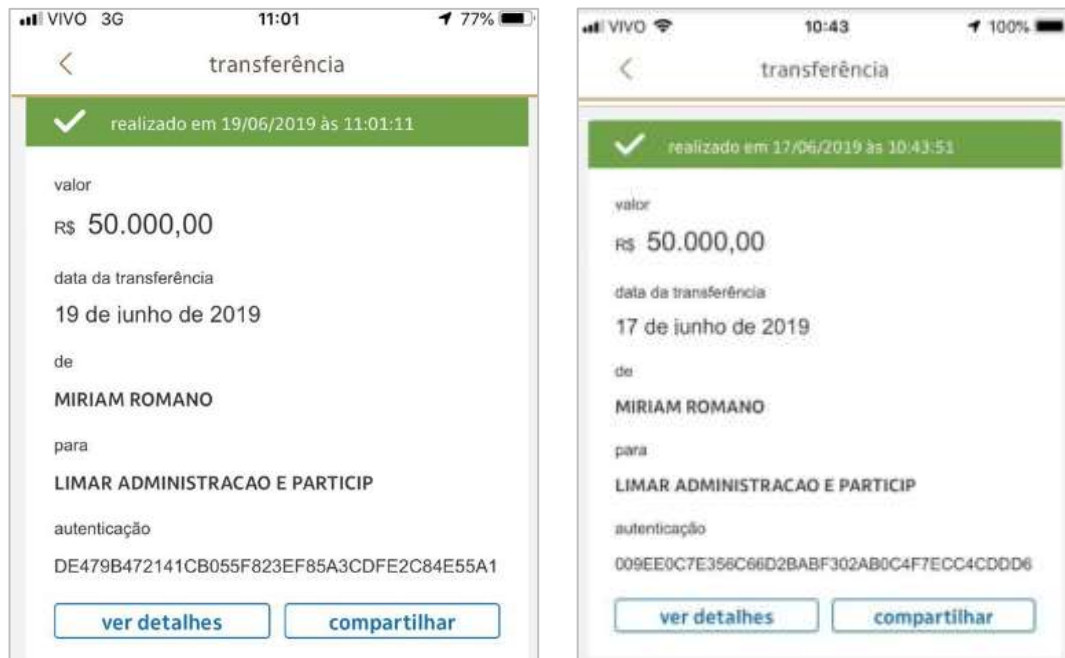 VIVO 3G 11:01 77%
transferência
realizado em 19/06/2019 às 11:01:11
valor
R$ 50.000,00
data da transferência
19 de junho de 2019
de
MIRIAM ROMANO
para
LIMAR ADMINISTRACAO E PARTICIP
autenticação
DE479B472141CB055F823EF85A3CDFE2C84E55A1
ver detalhes compartilhar
VIVO 10:43 100%
transferência
realizado em 17/06/2019 às 10:43:51
valor
R$ 50.000,00
data da transferência
17 de junho de 2019
de
MIRIAM ROMANO
para
LIMAR ADMINISTRACAO E PARTICIP
autenticação
009EE0C7E356C66D2BABF302AB0C4F7ECC4CDDD6
ver detalhes compartilhar